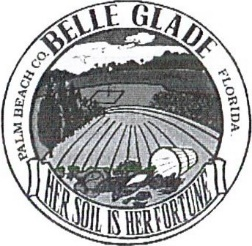 BELLE GLADE
PALM BEACH CO.
FLORIDA.
HER SOIL IS HER FORTUNE